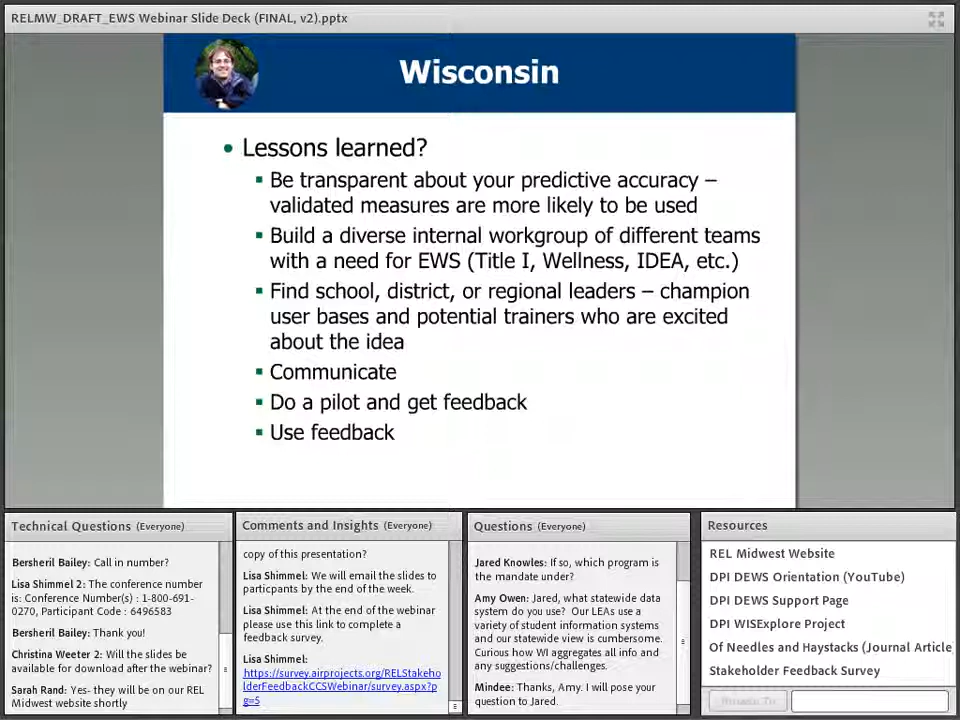 RELMW_DRAFT_EWS Webinar Slide Deck (FINAL, v2).pptx
Wisconsin
• Lessons learned?
▪ Be transparent about your predictive accuracy –
validated measures are more likely to be used
▪ Build a diverse internal workgroup of different teams
with a need for EWS (Title I, Wellness, IDEA, etc.)
▪ Find school, district, or regional leaders – champion
user bases and potential trainers who are excited
about the idea
▪ Communicate
▪ Do a pilot and get feedback
▪ Use feedback
Technical Questions (Everyone)
Bersheril Bailey: Call in number?
Lisa Shimmel 2: The conference number
is: Conference Number(s) : 1-800-691-
0270, Participant Code : 6496583
Bersheril Bailey: Thank you!
Christina Weeter 2: Will the slides be
available for download after the webinar?
Sarah Rand: Yes- they will be on our REL
Midwest website shortly
Comments and Insights (Everyone)
copy of this presentation?
Lisa Shimmel: We will email the slides to
particpants by the end of the week.
Lisa Shimmel: At the end of the webinar
please use this link to complete a
feedback survey.
Lisa Shimmel:
https://survey.airprojects.org/RELStakeho
lderFeedbackCCSWebinar/survey.aspx?p
g=5
Questions (Everyone)
Jared Knowles: If so, which program is
the mandate under?
Amy Owen: Jared, what statewide data
system do you use? Our LEAs use a
variety of student information systems
and our statewide view is cumbersome.
Curious how WI aggregates all info and
any suggestions/challenges.
Mindee: Thanks, Amy. I will pose your
question to Jared.
Resources
REL Midwest Website
DPI DEWS Orientation (YouTube)
DPI DEWS Support Page
DPI WISExplore Project
Of Needles and Haystacks (Journal Article
Stakeholder Feedback Survey
Browse To